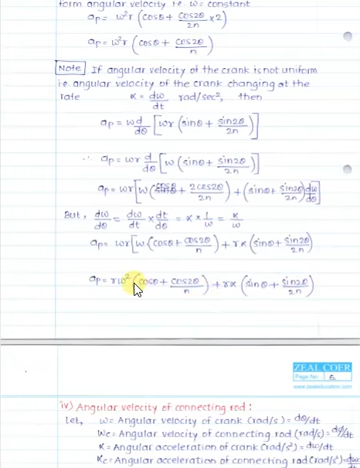 form angular velocity i.e. ω = constant
ap = ω²r (cosθ + cos2θ/2n × 2)
ap = ω²r (cosθ + cos2θ/n)
Note If angular velocity of the crank is not uniform
i.e angular velocity of the crank changing at the
rate α = dω/dt rad/sec², then
ap = ω d/dθ [ωr (sinθ + sin2θ/2n)]
∴ ap = ωr d/dθ [ω (sinθ + sin2θ/2n)]
ap = ωr [ω (cosθ + 2cos2θ/2n) + (sinθ + sin2θ/2n) dω/dθ]
But, dω/dθ = dω/dt × dt/dθ = α × 1/ω = α/ω
ap = ωr [ω (cosθ + cos2θ/n) + rα (sinθ + sin2θ/2n)
ap = rω² (cosθ + cos2θ/n) + rα (sinθ + sin2θ/2n)
ZEAL COER
Page No.
www.zealeducation.com
iv) Angular velocity of connecting rod :
Let, ω = Angular velocity of crank (rad/s) = dθ/dt
ωc = Angular velocity of connecting rod (rad/s) = dφ/dt
α = Angular acceleration of crank (rad/s²) = dω/dt
αc = Angular acceleration of connecting rod (rad/s²) =